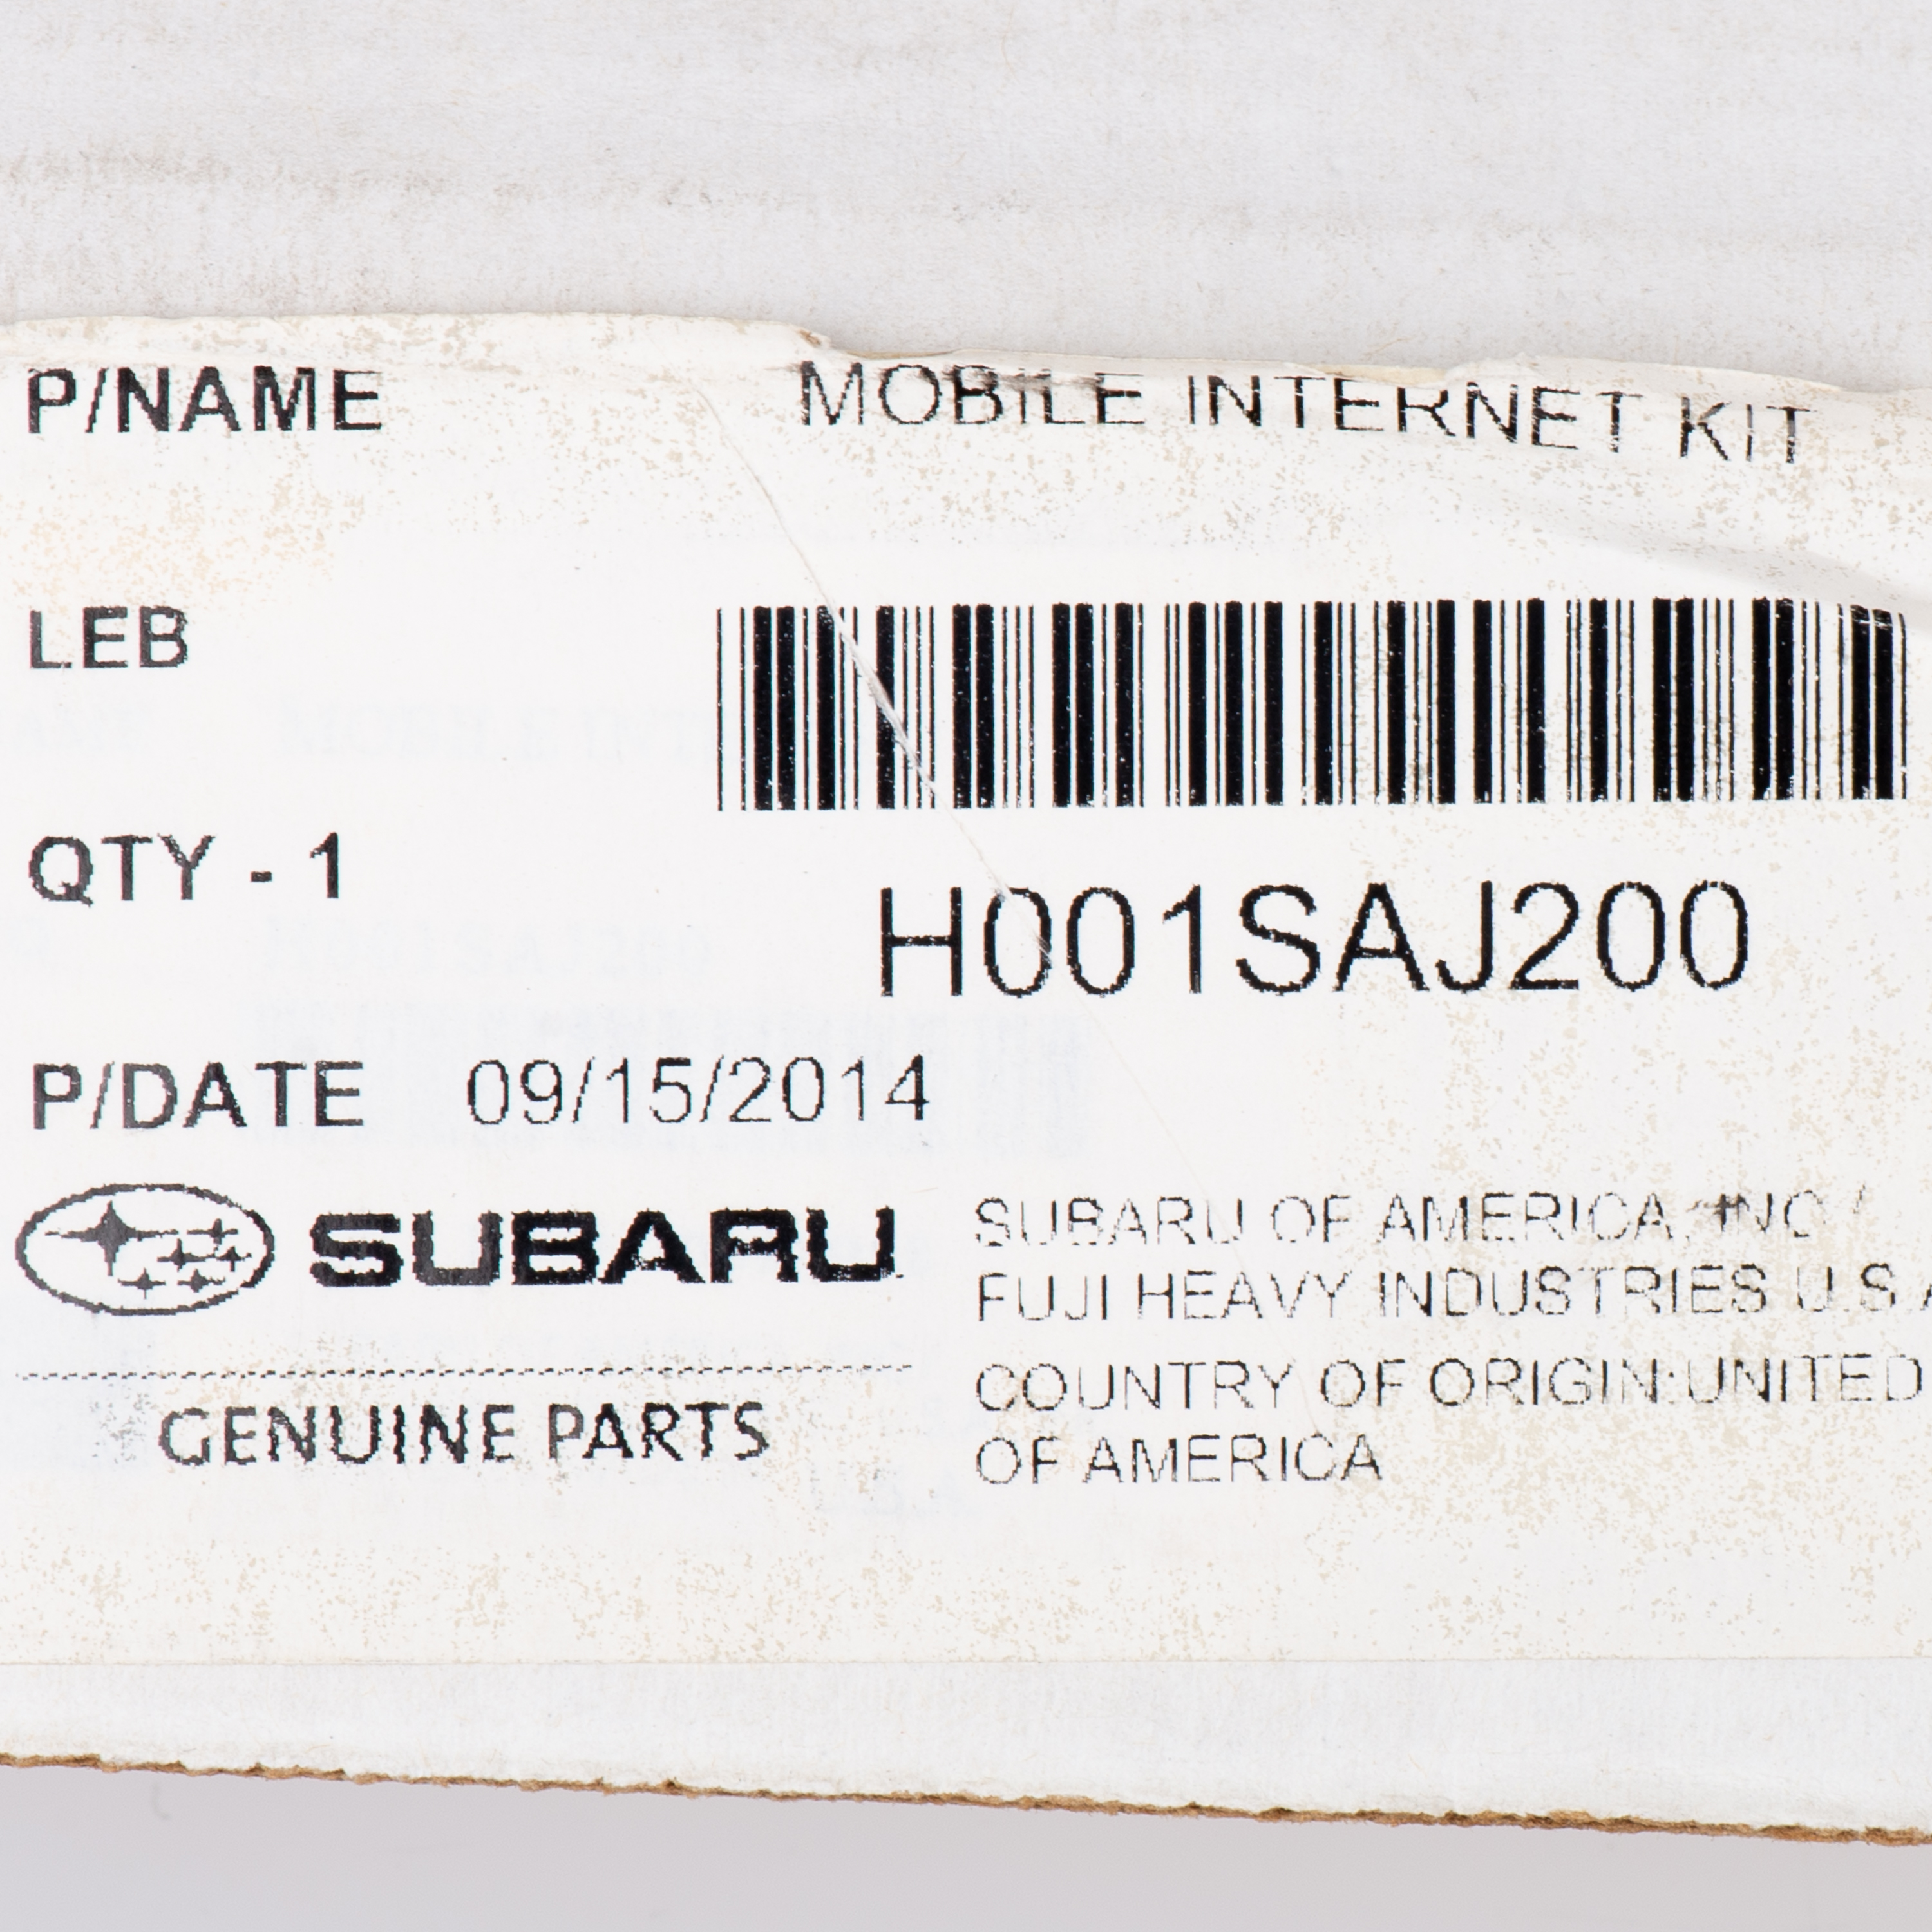 P/NAME MOBILE INTERNET KIT
LEB
QTY - 1
H001SAJ200
P/DATE 09/15/2014
SUBARU
GENUINE PARTS
SUBARU OF AMERICA, INC /
FUJI HEAVY INDUSTRIES U.S.
COUNTRY OF ORIGIN:UNITED
OF AMERICA